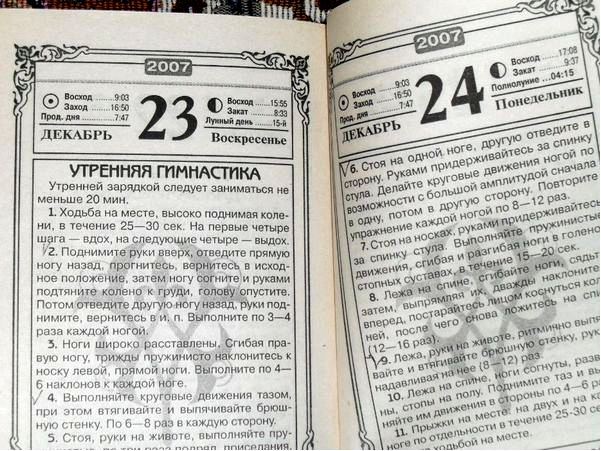 2007
Восход ........ 9:03
Заход ....... 16:50
Прод. дня ......... 7:47
ДЕКАБРЬ
23
Восход ...... 15:55
Закат ........ 8:33
Лунный день ..... 15-й
Воскресенье
УТРЕННЯЯ ГИМНАСТИКА
Утренней зарядкой следует заниматься не
меньше 20 мин.
1. Ходьба на месте, высоко поднимая коле-
ни, в течение 25—30 сек. На первые четыре
шага — вдох, на следующие четыре — выдох.
2. Поднимите руки вверх, отведите прямую
ногу назад, прогнитесь, вернитесь в исход-
ное положение, затем ногу согните и руками
подтяните колено к груди, голову опустите.
Потом отведите другую ногу назад, руки под-
нимите, вернитесь в и. п. Выполните по 3—4
раза каждой ногой.
3. Ноги широко расставлены. Сгибая пра-
вую ногу, трижды пружинисто наклонитесь к
носку левой, прямой ноги. Выполните по 4—
6 наклонов к каждой ноге.
4. Выполняйте круговые движения тазом,
при этом втягивайте и выпячивайте брюш-
ную стенку. По 6—8 раз в каждую сторону.
5. Стоя, руки на животе, выполняйте пру-
2007
Восход ........ 9:03
Заход ....... 16:50
Прод. дня ......... 7:47
ДЕКАБРЬ
24
Восход ...... 17:08
Закат ........ 9:37
Полнолуние ....04:15
Понедельник
6. Стоя на одной ноге, другую отведите в
сторону. Руками придерживайтесь за спинку
стула. Делайте круговые движения ногой по
возможности с большой амплитудой сначала
в одну, потом в другую сторону. Повторите
упражнение каждой ногой по 8—12 раз.
7. Стоя на носках, руками придерживайтесь
за спинку стула. Выполняйте пружинистые
движения, сгибая и разгибая ноги в голено-
стопных суставах, в течение 15—20 сек.
8. Лежа на спине, сгибайте ноги,
затем, выпрямляя их, дважды наклоните
вперед, постарайтесь лицом коснуться коле-
ней, после чего снова ложитесь на спи
(12—16 раз).
9. Лежа, руки на животе, ритмично выпя
вайте и втягивайте брюшную стенку, рук
надавливая на нее (8—12) раз.
10. Лежа на спине, ноги согнуты, разве
ны, стопы на полу. Поднимите таз и вы
няйте им движения в стороны по 4—6 ра
11. Прыжки на месте: на двух и на ка
ноге по отдельности в течение 25-30 се
ходьбой на месте.